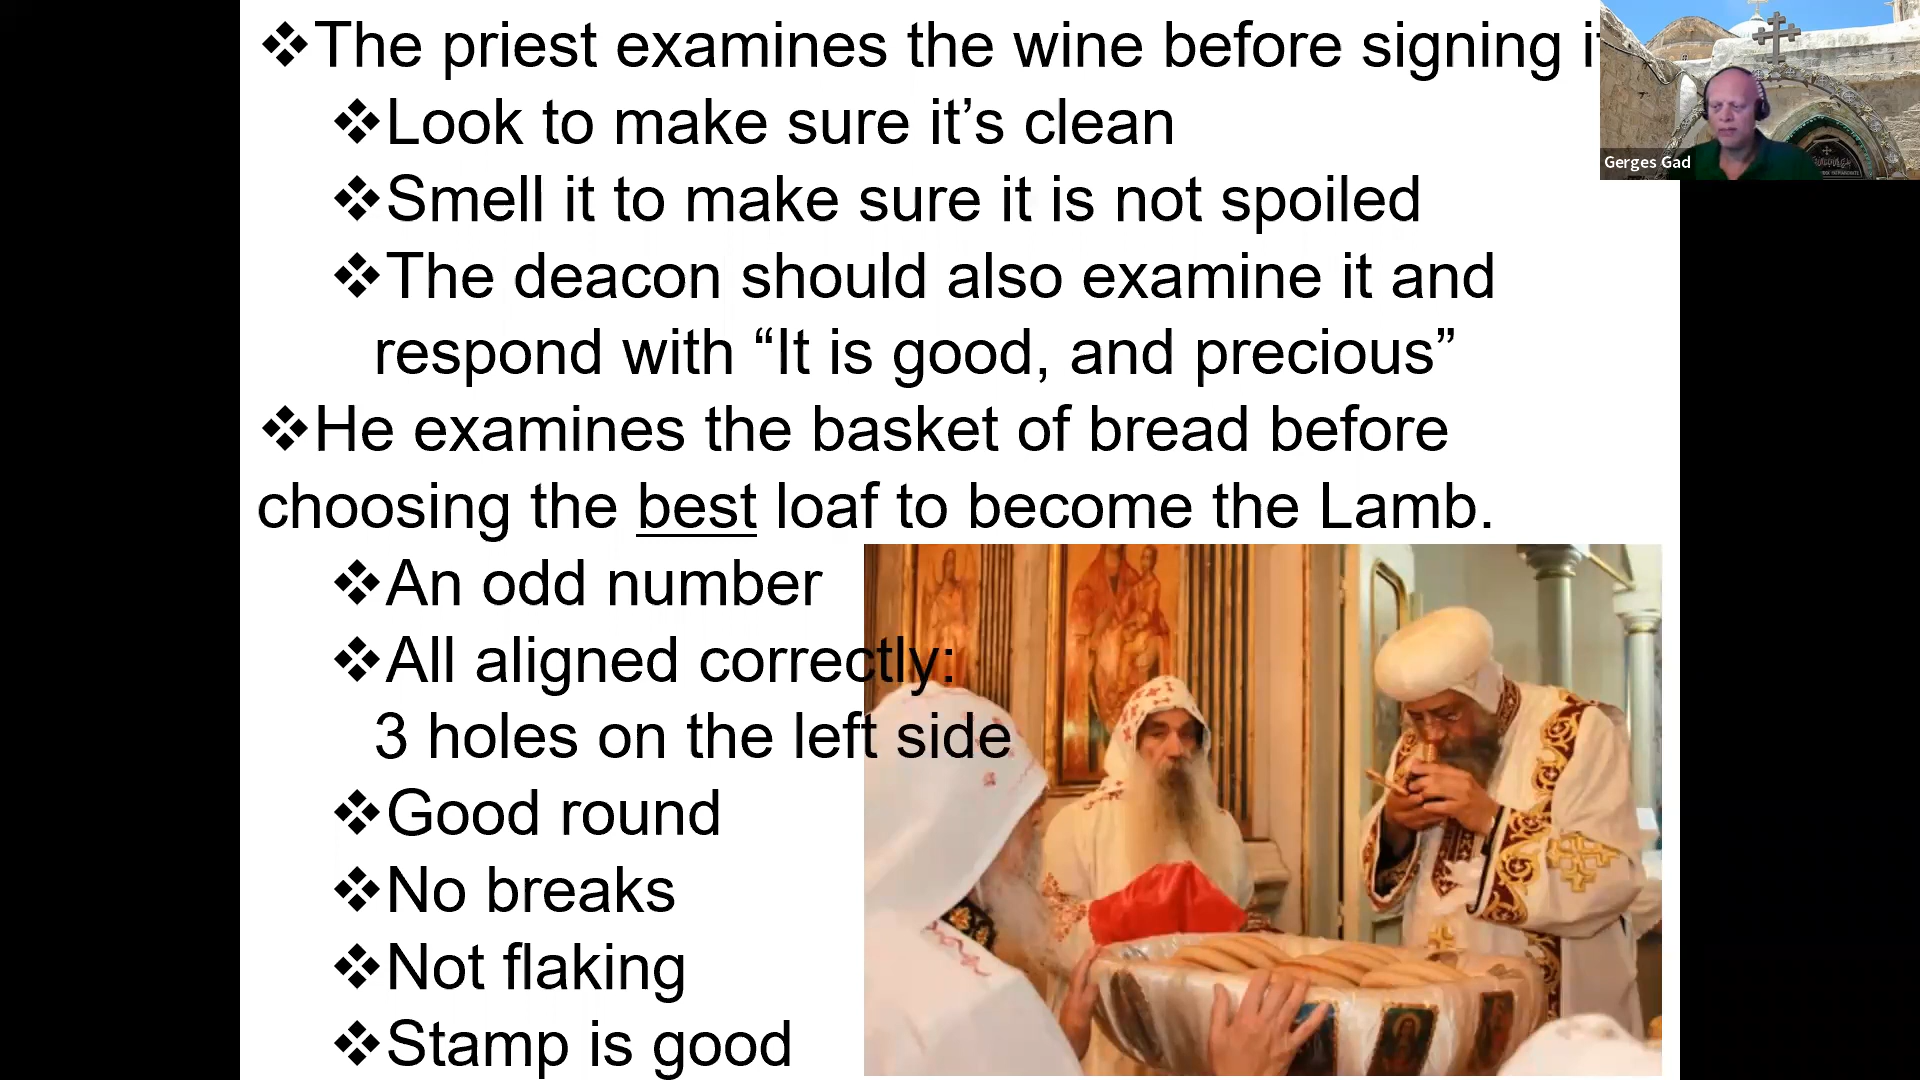 ❖The priest examines the wine before signing it
❖Look to make sure it’s clean
❖Smell it to make sure it is not spoiled
❖The deacon should also examine it and
respond with “It is good, and precious”
❖He examines the basket of bread before
choosing the best loaf to become the Lamb.
❖An odd number
❖All aligned correctly:
3 holes on the left side
❖Good round
❖No breaks
❖Not flaking
❖Stamp is good
Gerges Gad